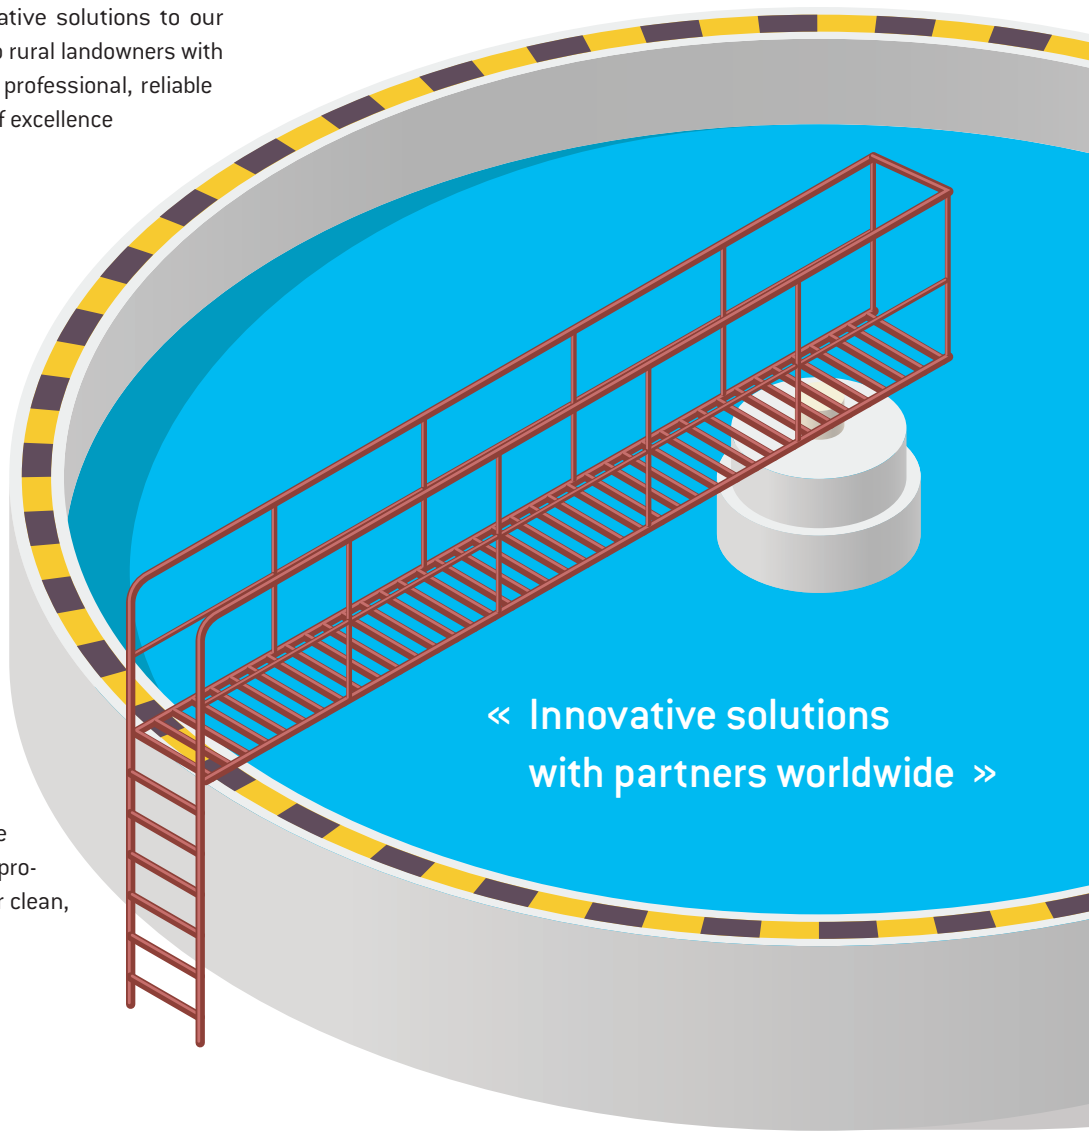 ative solutions to our
rural landowners with
professional, reliable
f excellence
« Innovative solutions
with partners worldwide »
e
pro-
r clean,